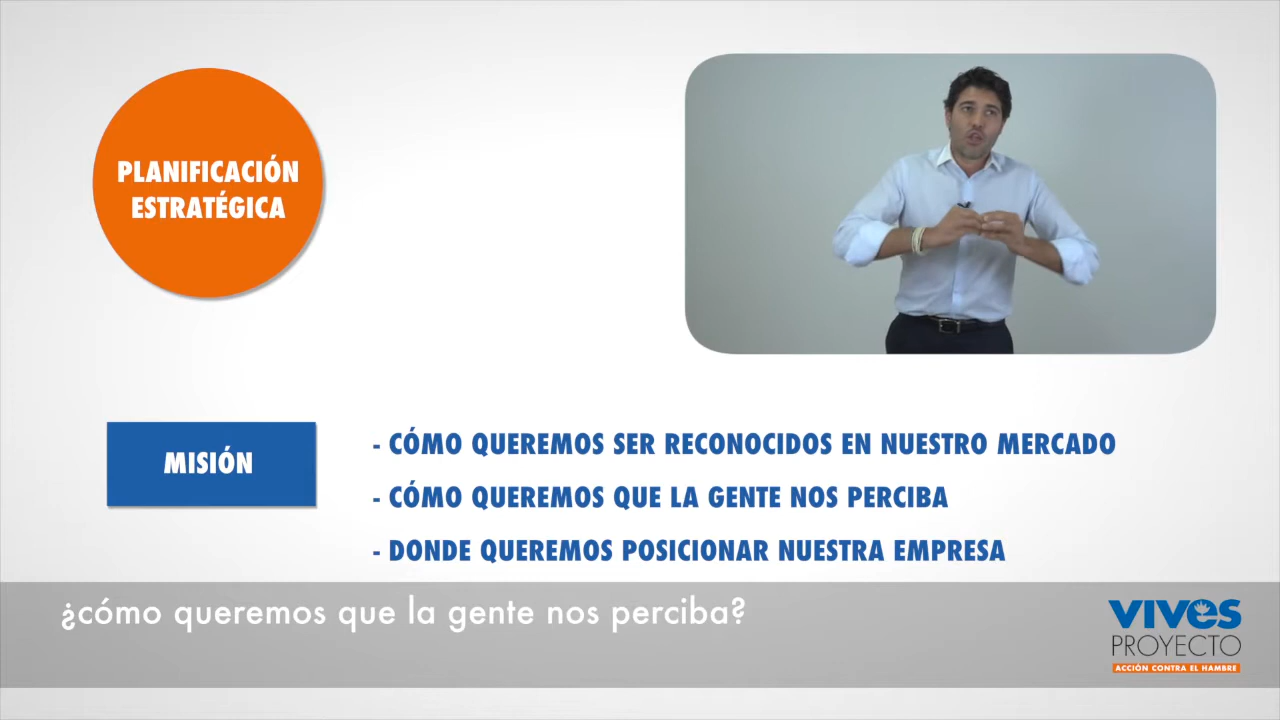 PLANIFICACIÓN
ESTRATÉGICA
MISIÓN
- CÓMO QUEREMOS SER RECONOCIDOS EN NUESTRO MERCADO
- CÓMO QUEREMOS QUE LA GENTE NOS PERCIBA
- DONDE QUEREMOS POSICIONAR NUESTRA EMPRESA
¿cómo queremos que la gente nos perciba?
VIVES
PROYECTO
ACCIÓN CONTRA EL HAMBRE